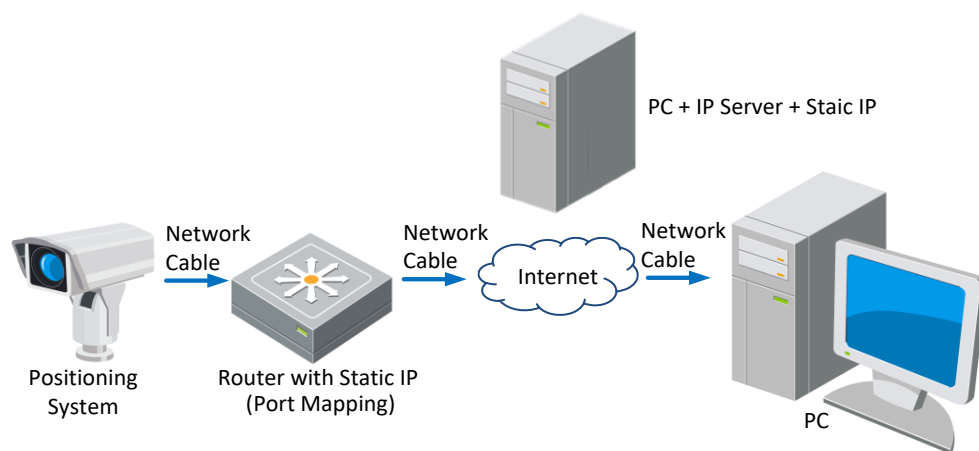 PC + IP Server + Staic IP
Network
Cable
Network
Cable
Internet
Network
Cable
Positioning
System
Router with Static IP
(Port Mapping)
PC